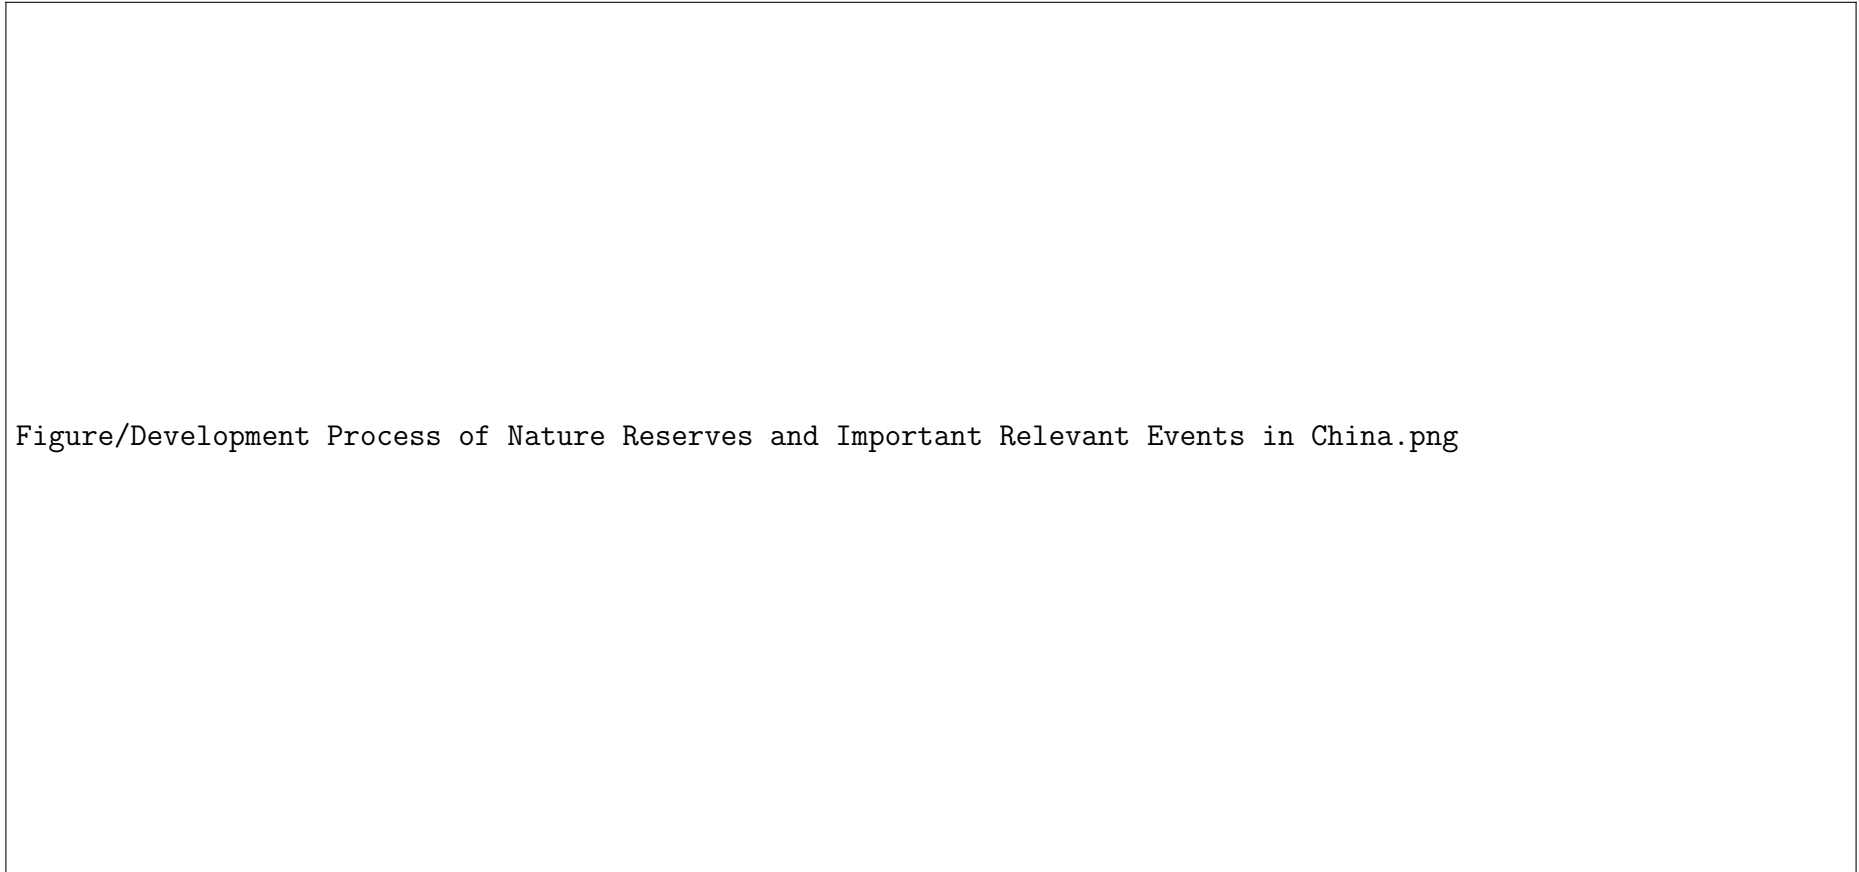 Figure/Development Process of Nature Reserves and Important Relevant Events in China.png